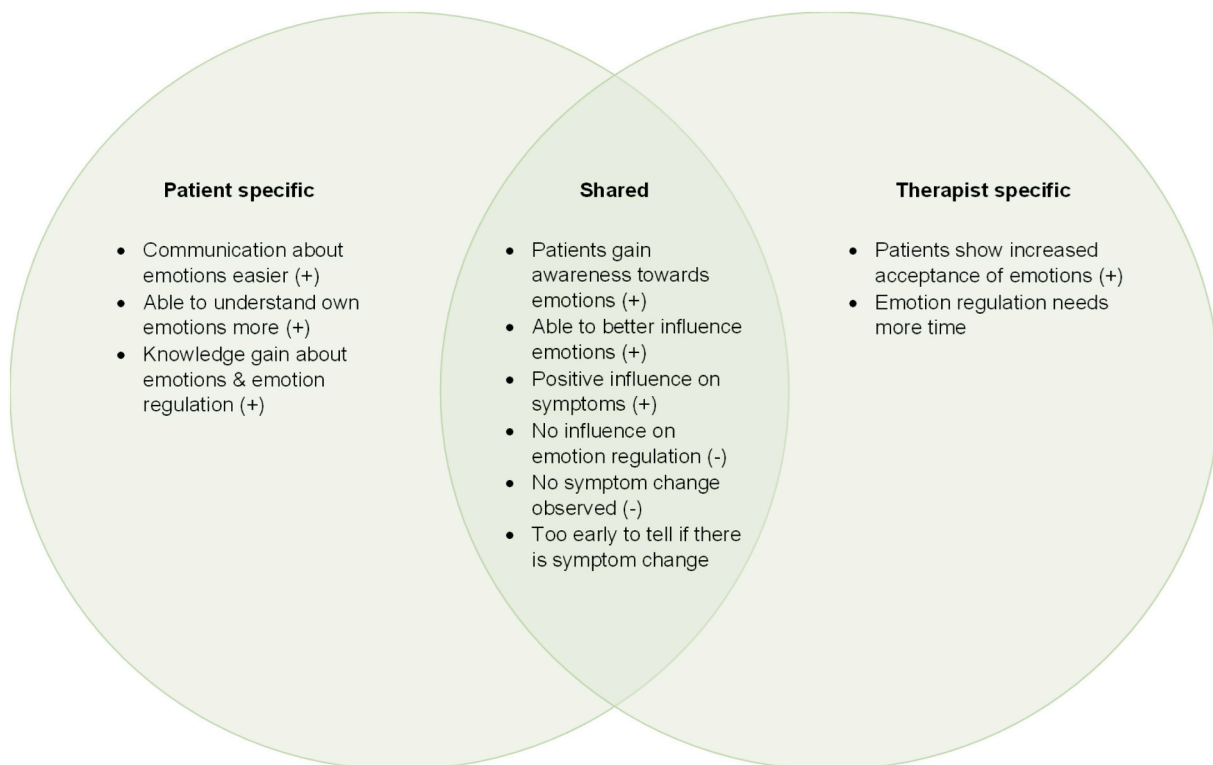 Patient specific
• Communication about
emotions easier (+)
• Able to understand own
emotions more (+)
• Knowledge gain about
emotions & emotion
regulation (+)
Shared
• Patients gain
awareness towards
emotions (+)
• Able to better influence
emotions (+)
• Positive influence on
symptoms (+)
• No influence on
emotion regulation (-)
• No symptom change
observed (-)
• Too early to tell if there
is symptom change
Therapist specific
• Patients show increased
acceptance of emotions (+)
• Emotion regulation needs
more time